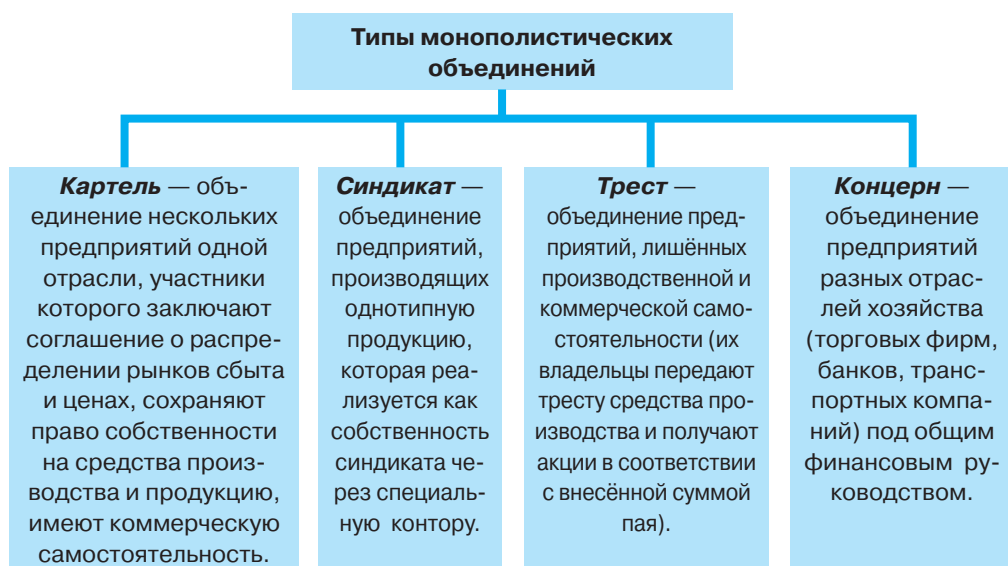 Типы монополистических
объединений
Картель — объ-
единение нескольких
предприятий одной
отрасли, участники
которого заключают
соглашение о распре-
делении рынков сбыта
и ценах, сохраняют
право собственности
на средства произ-
водства и продукцию,
имеют коммерческую
самостоятельность.
Синдикат —
объединение
предприятий,
производящих
однотипную
продукцию,
которая реа-
лизуется как
собственность
синдиката че-
рез специаль-
ную контору.
Трест —
объединение пред-
приятий, лишённых
производственной и
коммерческой само-
стоятельности (их
владельцы передают
тресту средства про-
изводства и получают
акции в соответствии
с внесённой суммой
пая).
Концерн —
объединение
предприятий
разных отрас-
лей хозяйства
(торговых фирм,
банков, транс-
портных компа-
ний) под общим
финансовым ру-
ководством.